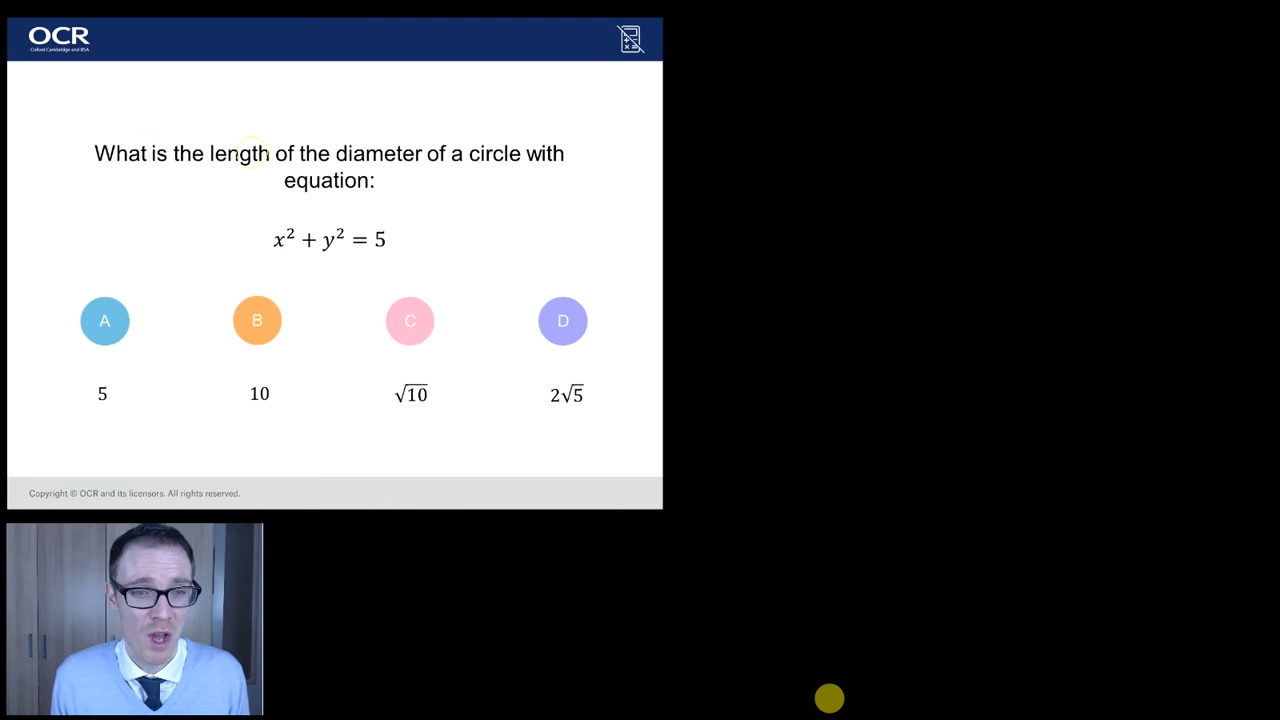 OCR
Oxford Cambridge and RSA
What is the length of the diameter of a circle with
equation:
x² + y² = 5
A B C D
5 10 √10 2√5
Copyright © OCR and its licensors. All rights reserved.